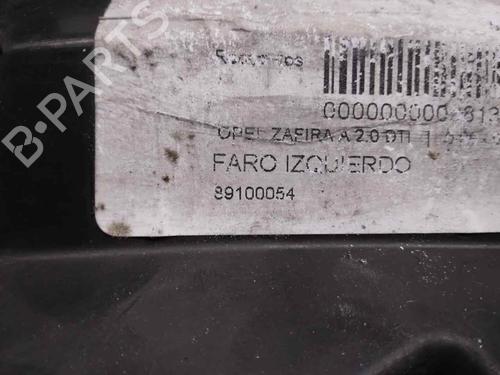 B-PARTS
000000000
OPEL ZAFIRA A 2.0 DTI
FARO IZQUIERDO
89100054